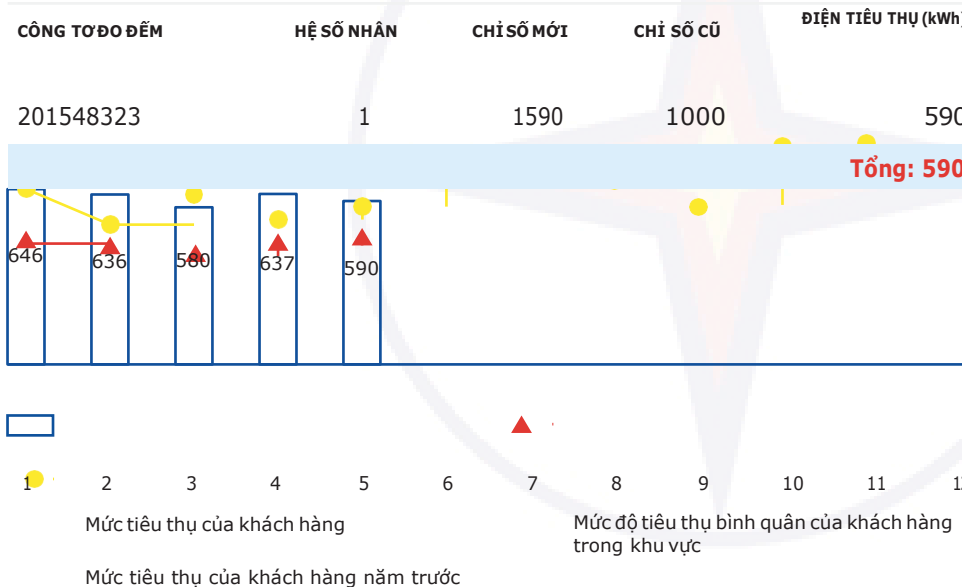 CÔNG TƠ ĐO ĐẾM HỆ SỐ NHÂN CHỈ SỐ MỚI CHỈ SỐ CŨ ĐIỆN TIÊU THỤ (kWh)
201548323 1 1590 1000 590
Tổng: 590
646 636 580 637 590
1 2 3 4 5 6 7 8 9 10 11
Mức tiêu thụ của khách hàng
Mức độ tiêu thụ bình quân của khách hàng
trong khu vực
Mức tiêu thụ của khách hàng năm trước